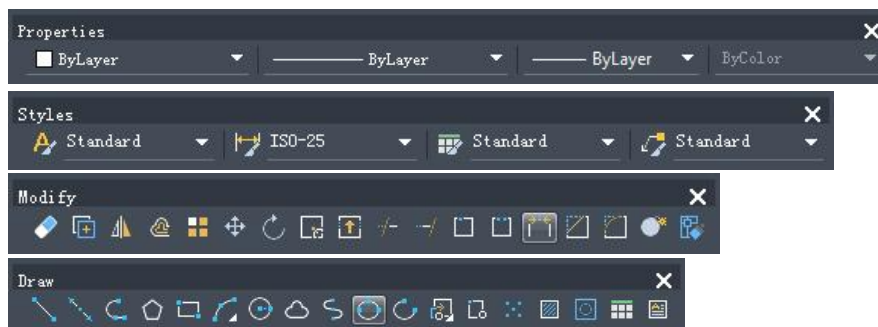 Properties
ByLayer ByLayer ByLayer ByColor
Styles
Standard ISO-25 Standard Standard
Modify
Draw